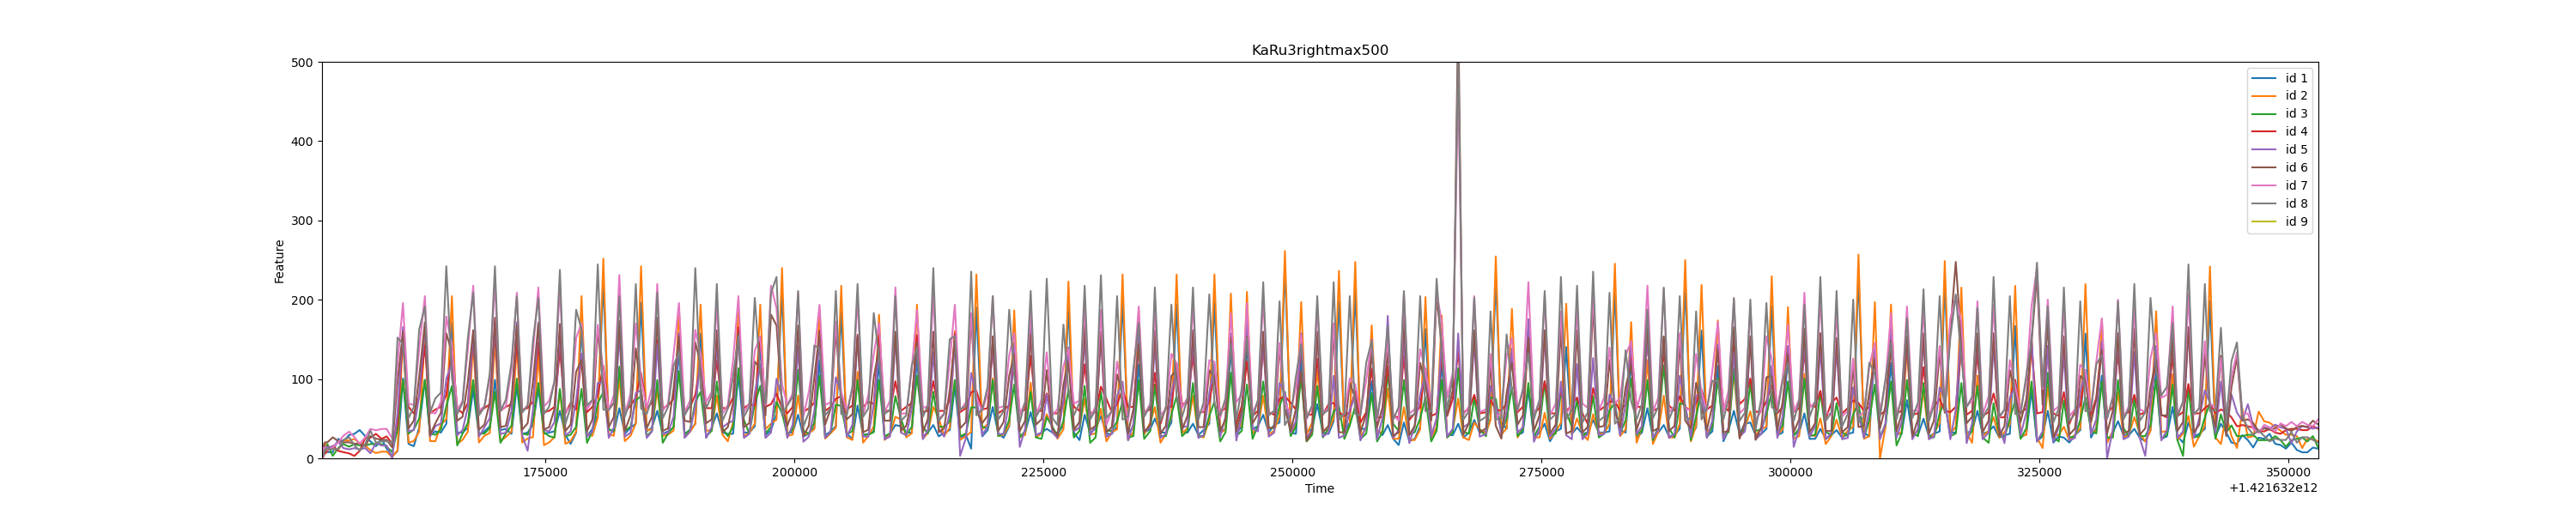 KaRu3rightmax500
500
400
300
200
100
0
Feature
175000 200000 225000 250000 275000 300000 325000 350000
Time
+1.421632e12
id 1
id 2
id 3
id 4
id 5
id 6
id 7
id 8
id 9